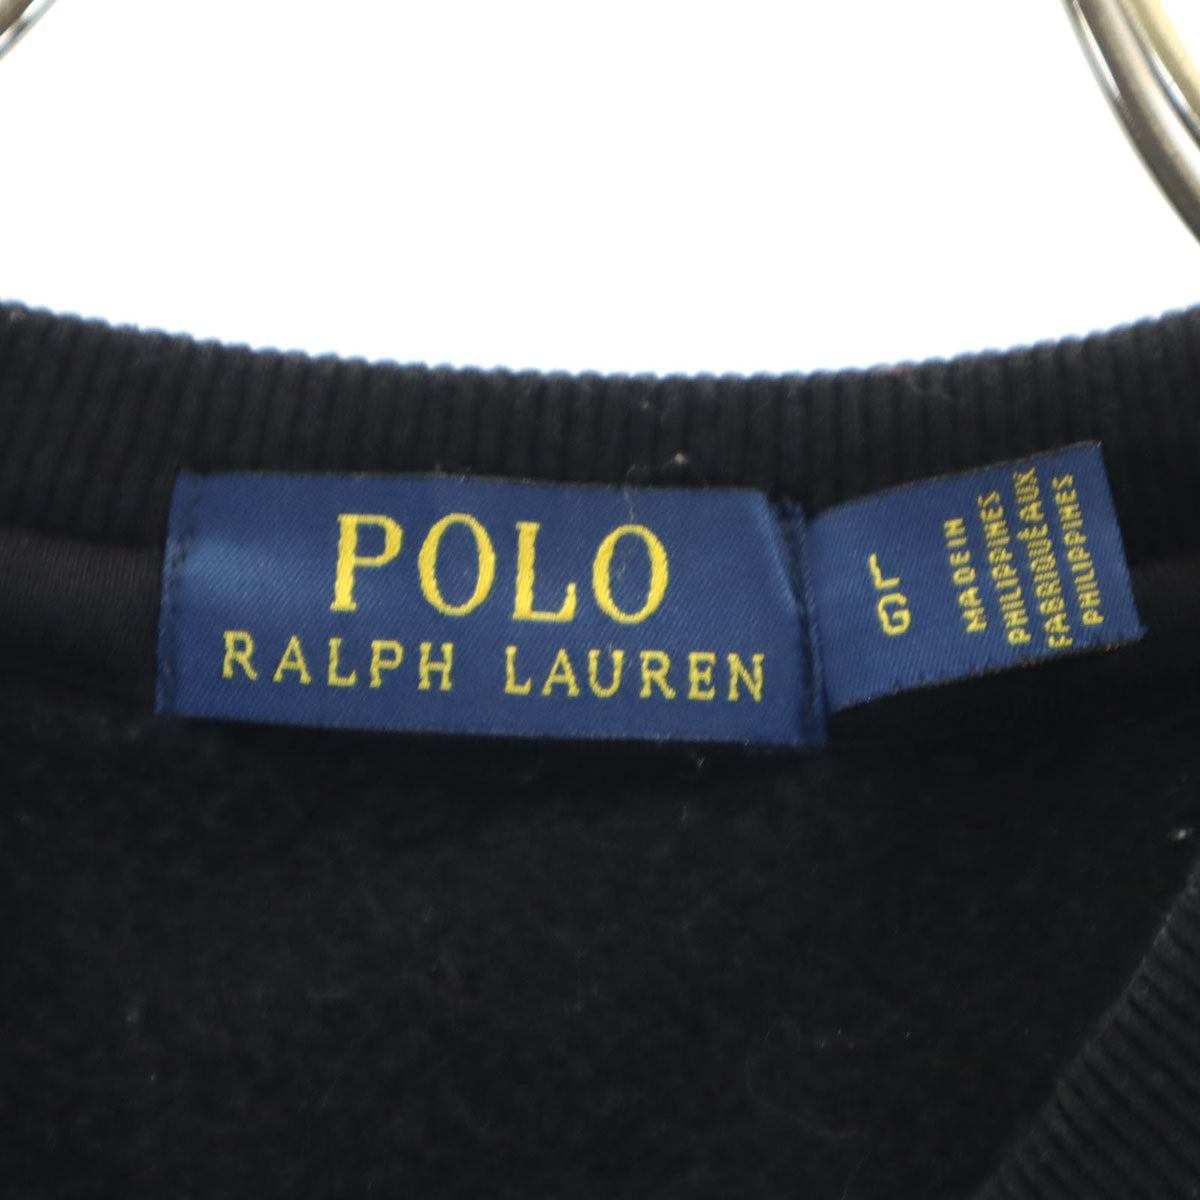 POLO
RALPH LAUREN
L
G
MADE IN
PHILIPPINES
FABRIQUÉ AUX
PHILIPPINES